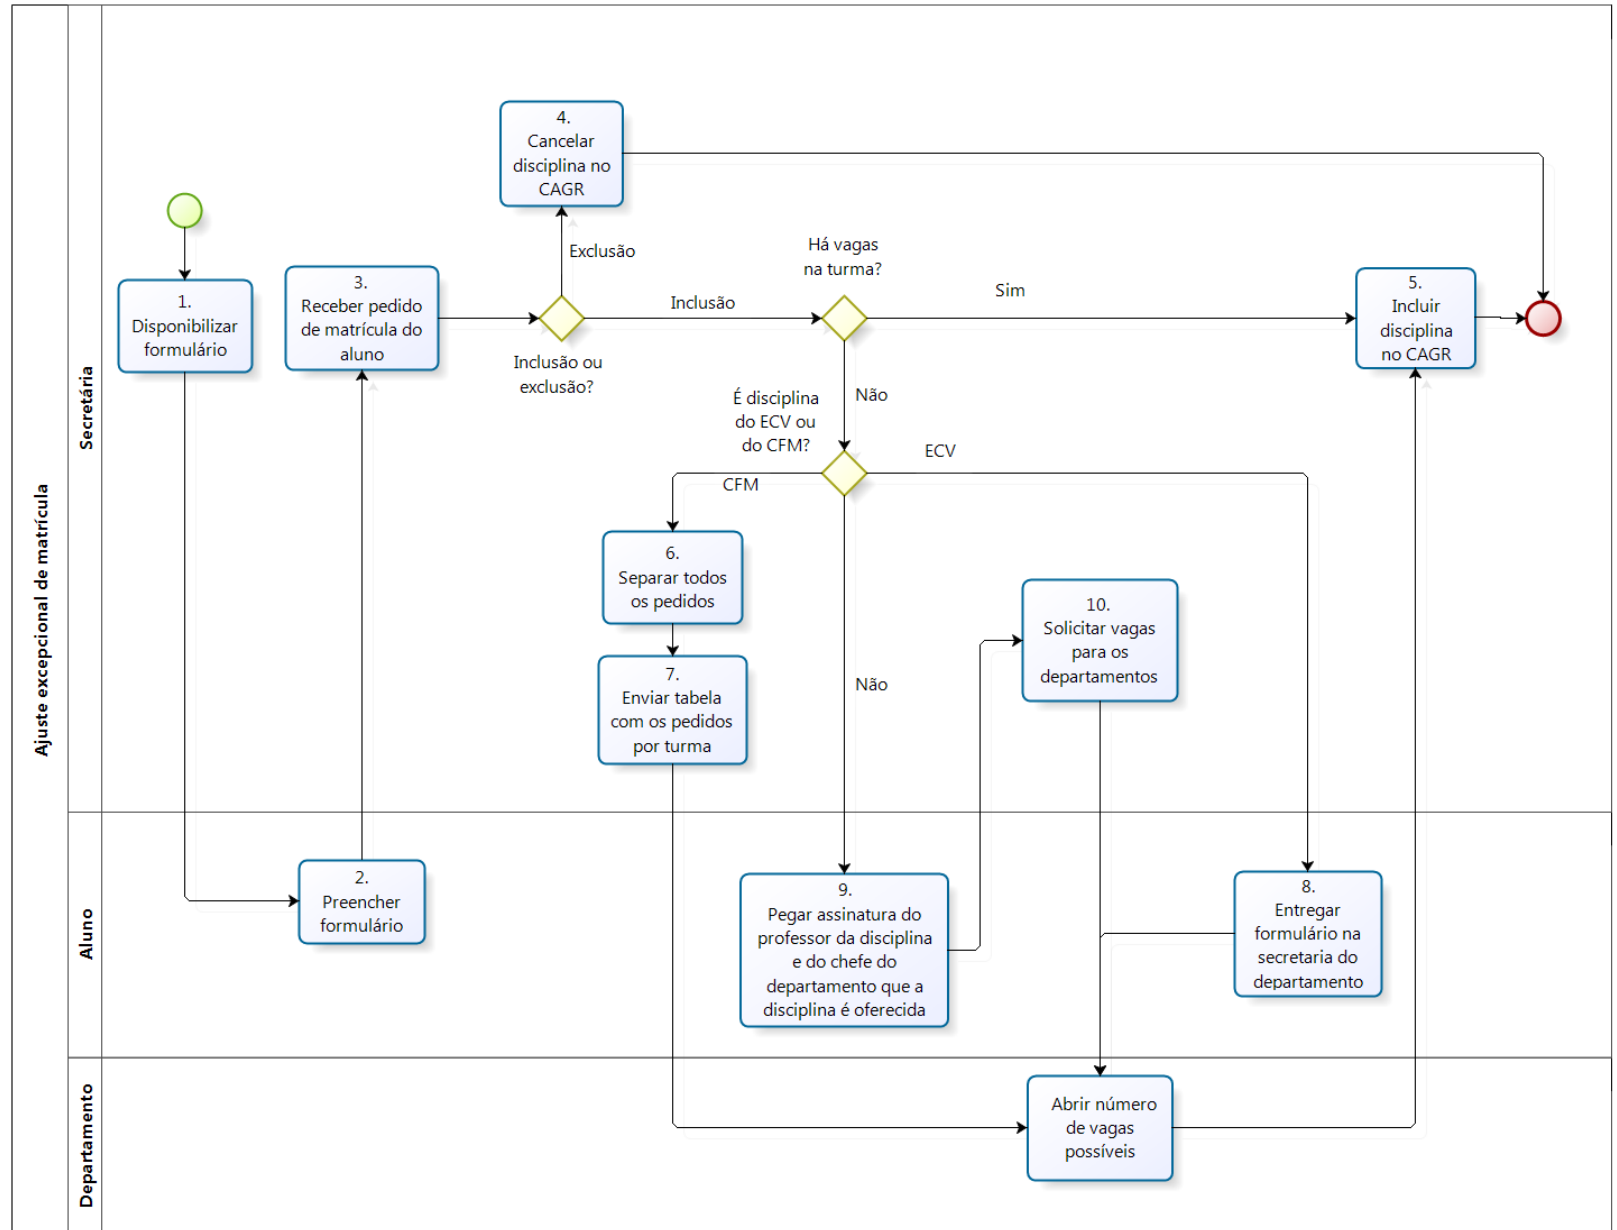 Ajuste excepcional de matrícula
Secretária
4.
Cancelar
disciplina no
CAGR
Exclusão
Há vagas
na turma?
1.
Disponibilizar
formulário
3.
Receber pedido
de matrícula do
aluno
Inclusão
Sim
5.
Incluir
disciplina
no CAGR
Inclusão ou
exclusão?
Não
É disciplina
do ECV ou
do CFM?
ECV
CFM
6.
Separar todos
os pedidos
10.
Solicitar vagas
para os
departamentos
7.
Enviar tabela
com os pedidos
por turma
Não
Aluno
2.
Preencher
formulário
9.
Pegar assinatura do
professor da disciplina
e do chefe do
departamento que a
disciplina é oferecida
8.
Entregar
formulário na
secretaria do
departamento
Departamento
Abrir número
de vagas
possíveis